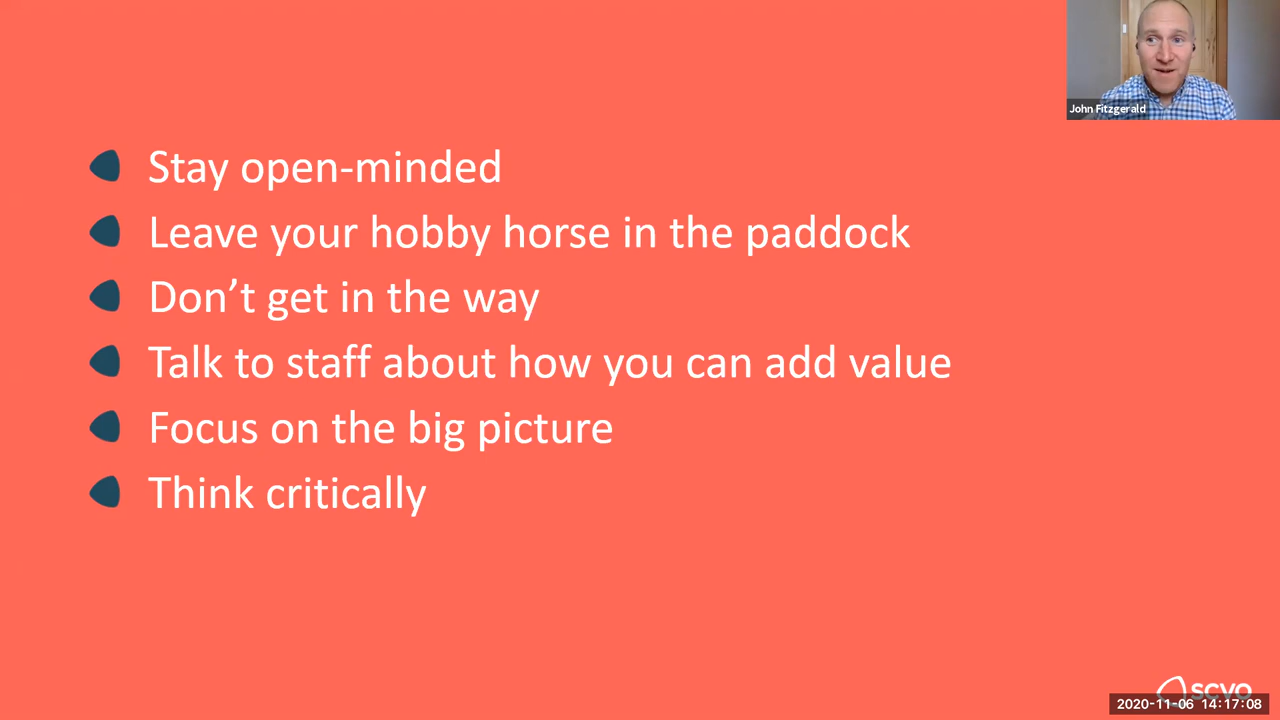 John Fitzgerald
Stay open-minded
Leave your hobby horse in the paddock
Don’t get in the way
Talk to staff about how you can add value
Focus on the big picture
Think critically
scvo
2020-11-06 14:17:08